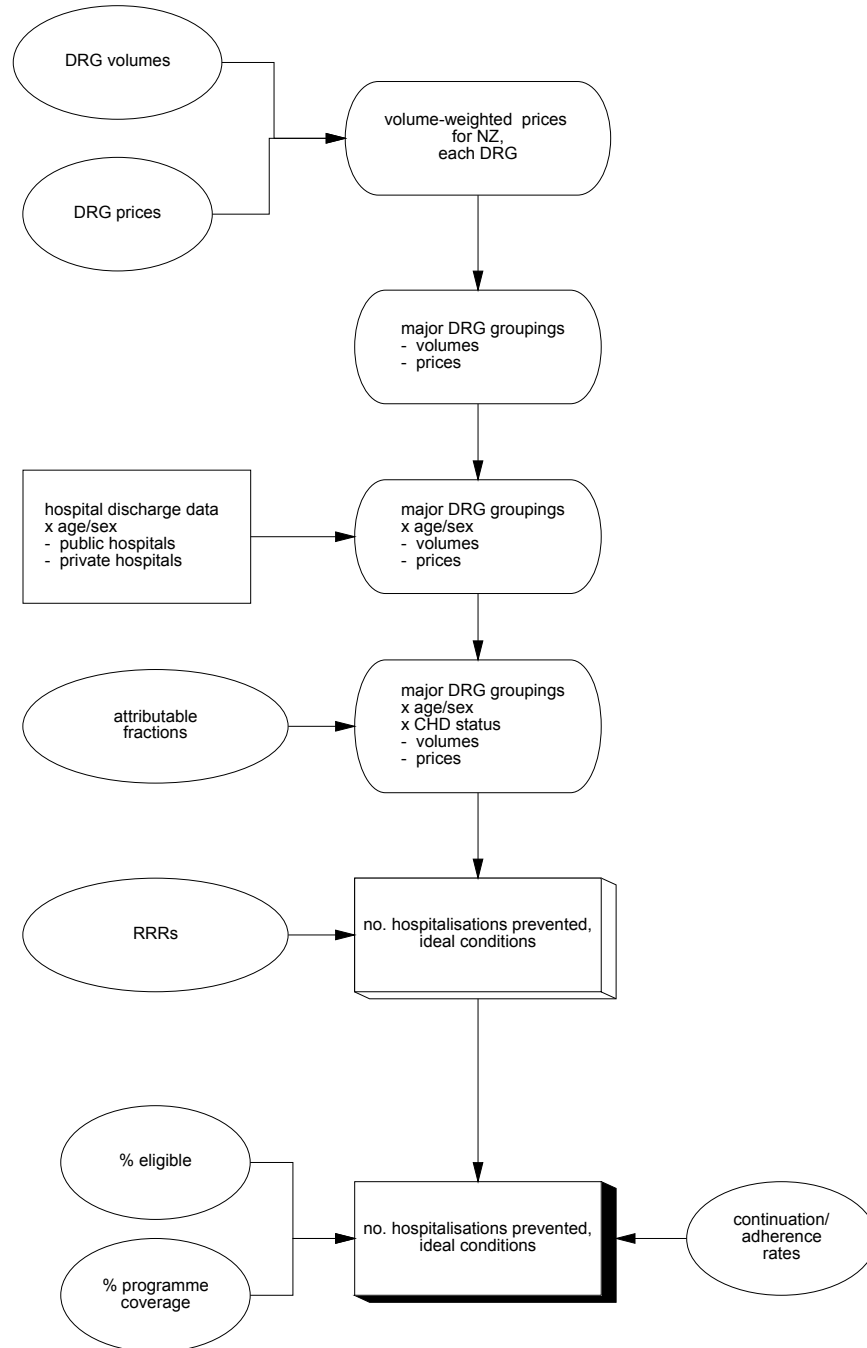 DRG volumes
volume-weighted prices
for NZ,
each DRG
DRG prices
major DRG groupings
- volumes
- prices
hospital discharge data
x age/sex
- public hospitals
- private hospitals
major DRG groupings
x age/sex
- volumes
- prices
attributable
fractions
major DRG groupings
x age/sex
x CHD status
- volumes
- prices
RRRs
no. hospitalisations prevented,
ideal conditions
% eligible
% programme
coverage
no. hospitalisations prevented,
ideal conditions
continuation/
adherence
rates